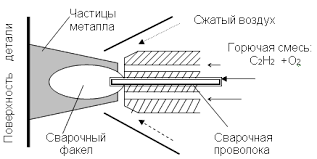 Частицы
металла
Сжатый воздух
Горючая смесь:
C2H2 +O2
Поверхность детали
Сварочный
факел
Сварочная
проволока